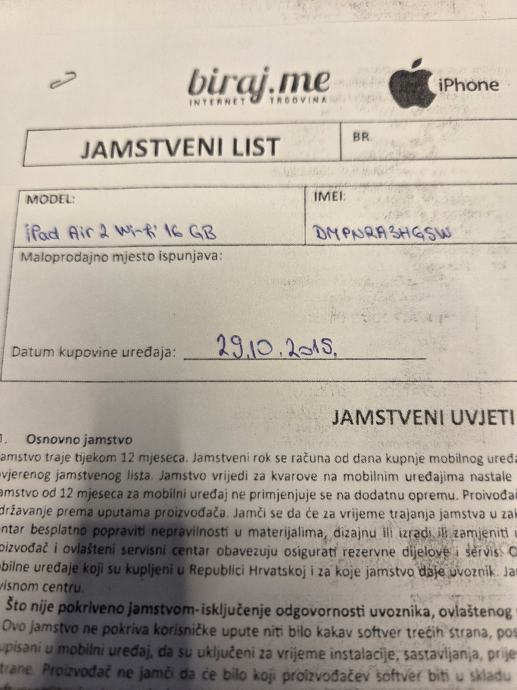 biraj.me
INTERNET TRGOVINA
iPhone
JAMSTVENI LIST
BR.
MODEL:
IMEI:
iPad Air 2 Wi-fi 16 GB
DMPNRA3HG5W
Maloprodajno mjesto ispunjava:
Datum kupovine uređaja: 29.10.2015.
JAMSTVENI UVJETI
1. Osnovno jamstvo
amstvo traje tijekom 12 mjeseca. Jamstveni rok se računa od dana kupnje mobilnog uređa
ovjerenog jamstvenog lista. Jamstvo vrijedi za kvarove na mobilnim uređajima nastale
amstvo od 12 mjeseca za mobilni uređaj ne primjenjuje se na dodatnu opremu. Proivođač
državanje prema uputama proizvođača. Jamči se da će za vrijeme trajanja jamstva u zak
entar besplatno popraviti nepravilnosti u materijalima, dizajnu ili izradi ili zamijeniti u
oizvođač i ovlašteni servisni centar obavezuju osigurati rezervne dijelove i servis. O
obilne uređaje koji su kupljeni u Republici Hrvatskoj i za koje jamstvo daje uvoznik. Ja
visnom centru.
Što nije pokriveno jamstvom-isključenje odgovornosti uvoznika, ovlaštenog
Ovo jamstvo ne pokriva korisničke upute niti bilo kakav softver trećih strana, pos
upisani u mobilni uređaj, da su uključeni za vrijeme instalacije, sastavljanja, prije
trane. Proizvođač ne jamči da će bilo koji proizvođačev softver biti u skladu